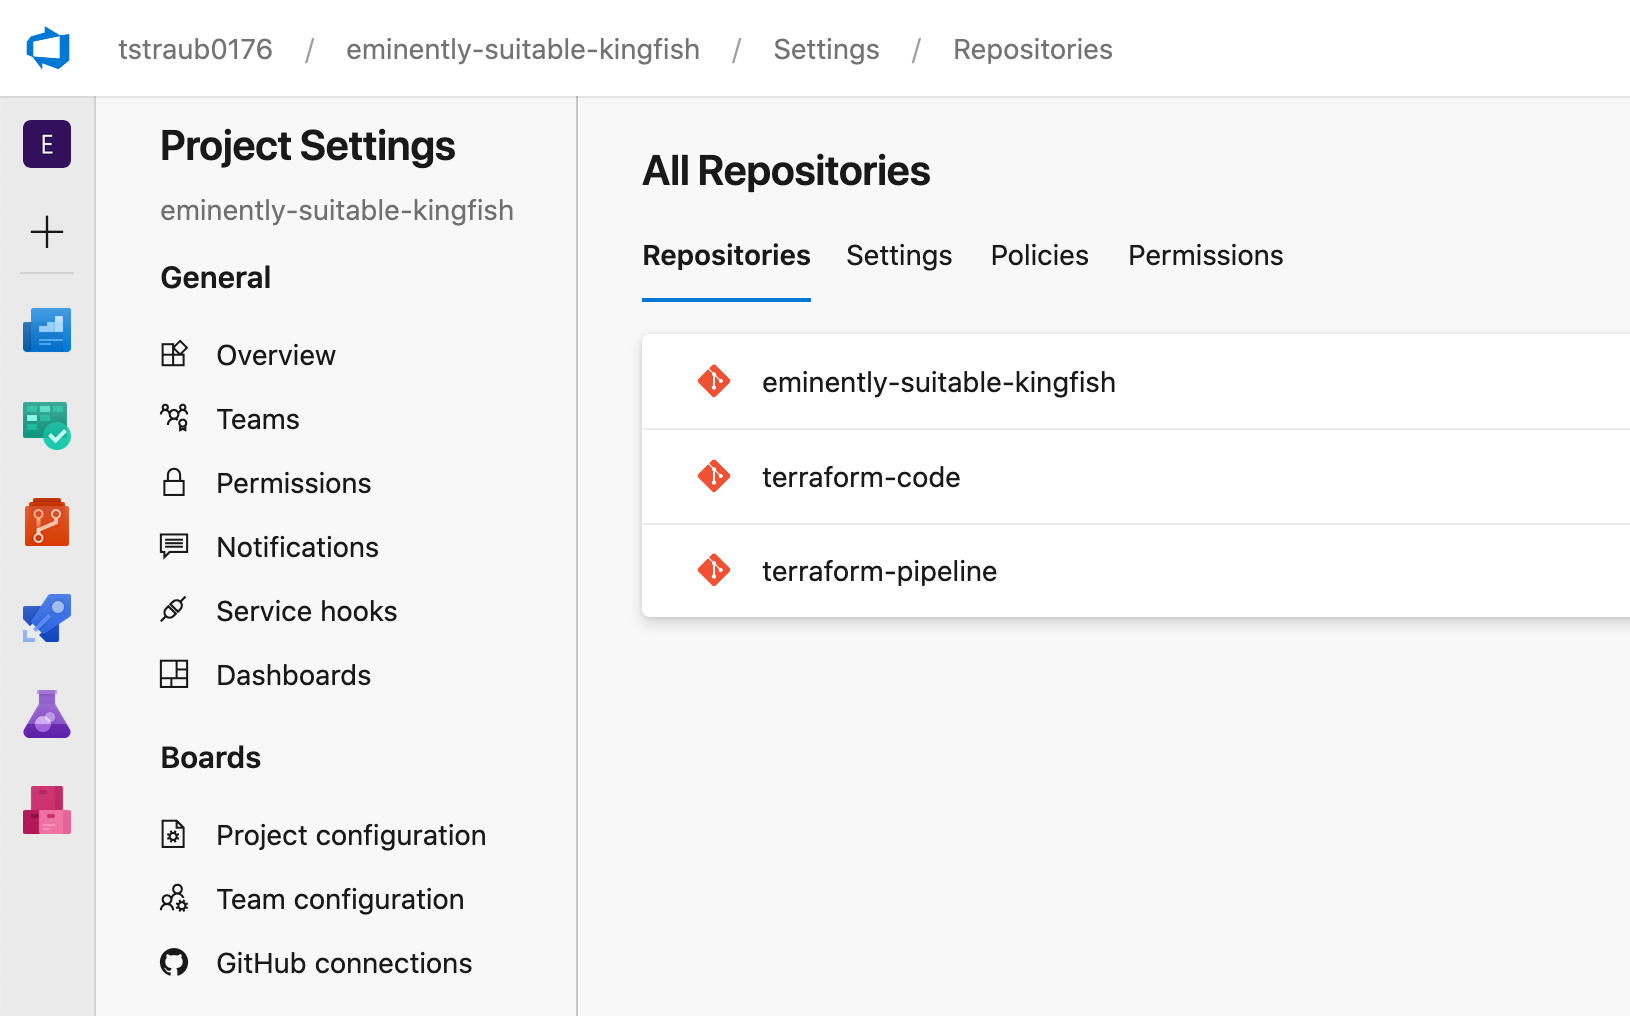 tstraub0176 / eminently-suitable-kingfish / Settings / Repositories
E
Project Settings
eminently-suitable-kingfish
General
Overview
Teams
Permissions
Notifications
Service hooks
Dashboards
Boards
Project configuration
Team configuration
GitHub connections
All Repositories
Repositories Settings Policies Permissions
eminently-suitable-kingfish
terraform-code
terraform-pipeline